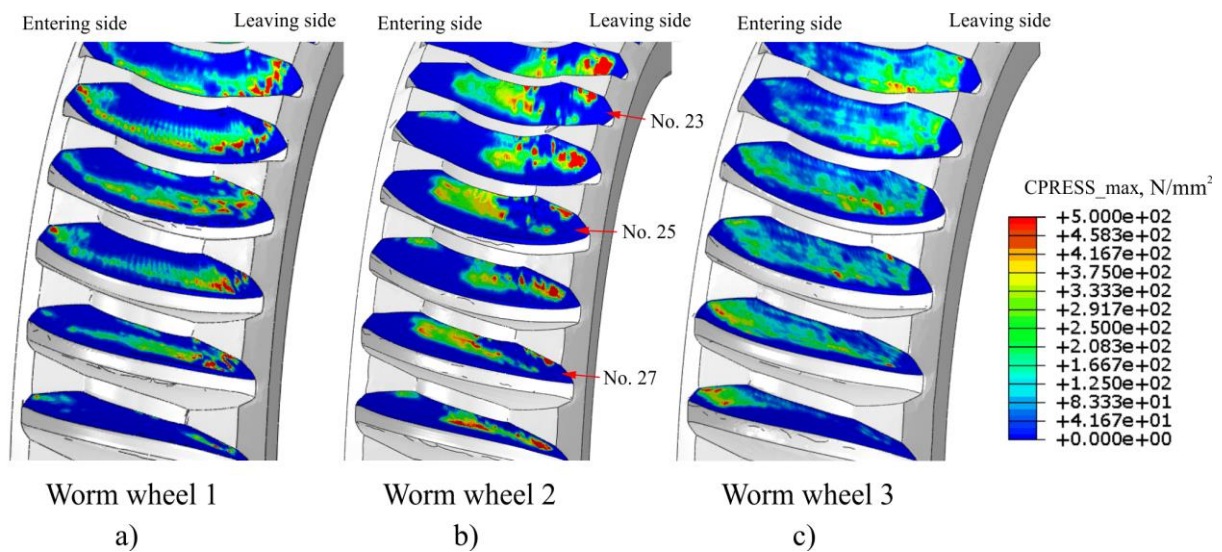 Entering side Leaving side Entering side Leaving side Entering side Leaving side
No. 23
No. 25
No. 27
CPRESS_max, N/mm²
+5.000e+02
+4.583e+02
+4.167e+02
+3.750e+02
+3.333e+02
+2.917e+02
+2.500e+02
+2.083e+02
+1.667e+02
+1.250e+02
+8.333e+01
+4.167e+01
+0.000e+00
Worm wheel 1 Worm wheel 2 Worm wheel 3
a) b) c)